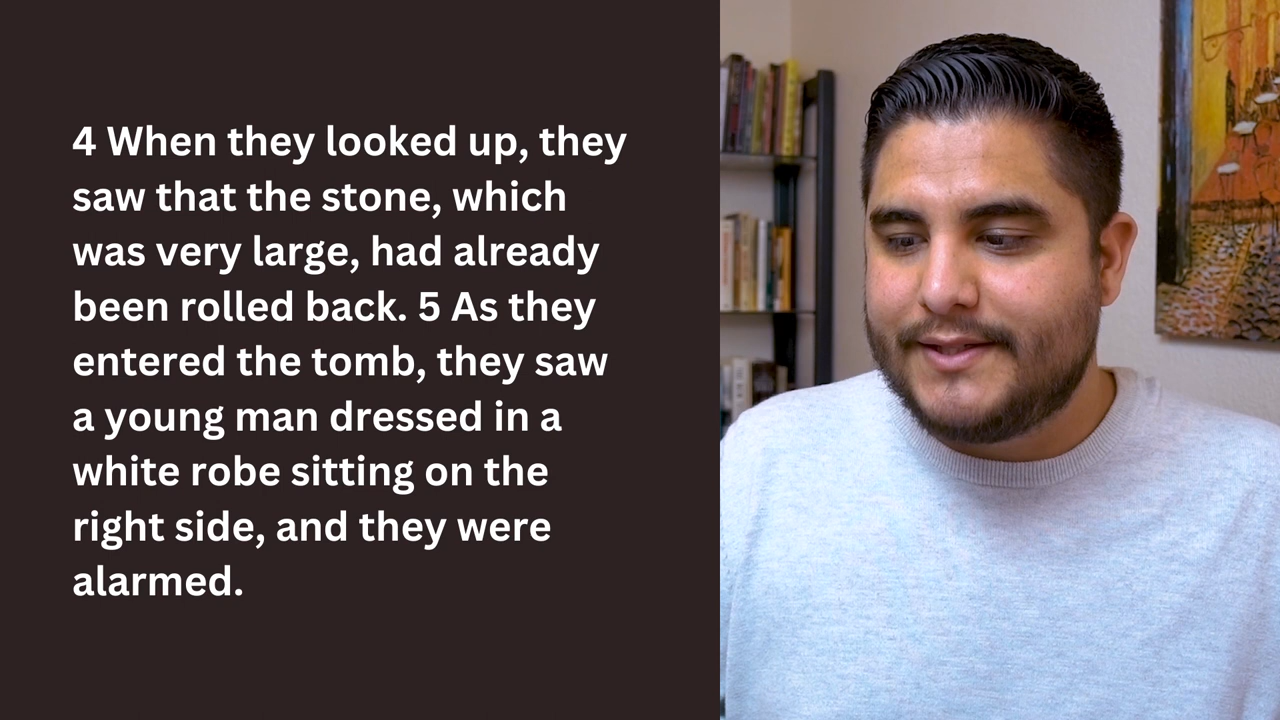 4 When they looked up, they
saw that the stone, which
was very large, had already
been rolled back. 5 As they
entered the tomb, they saw
a young man dressed in a
white robe sitting on the
right side, and they were
alarmed.